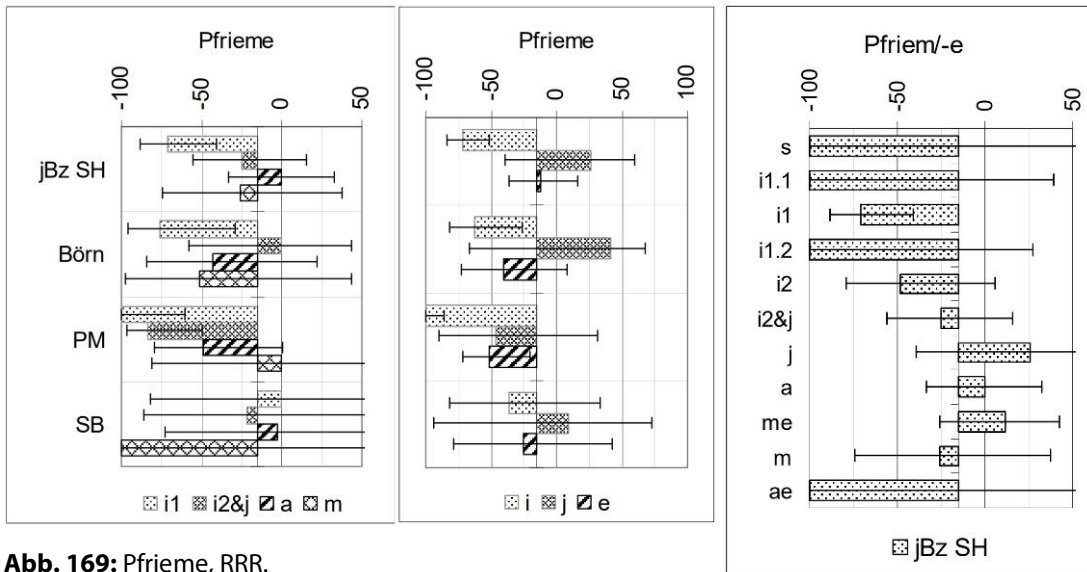 Pfrieme
-100
-50
0
50
jBz SH
Börn
PM
SB
i1 i2&j a m
Pfrieme
-100
-50
0
50
100
i j e
Pfriem/-e
-100
-50
0
50
s
i1.1
i1
i1.2
i2
i2&j
j
a
me
m
ae
jBz SH
Abb. 169: Pfrieme, RRR.